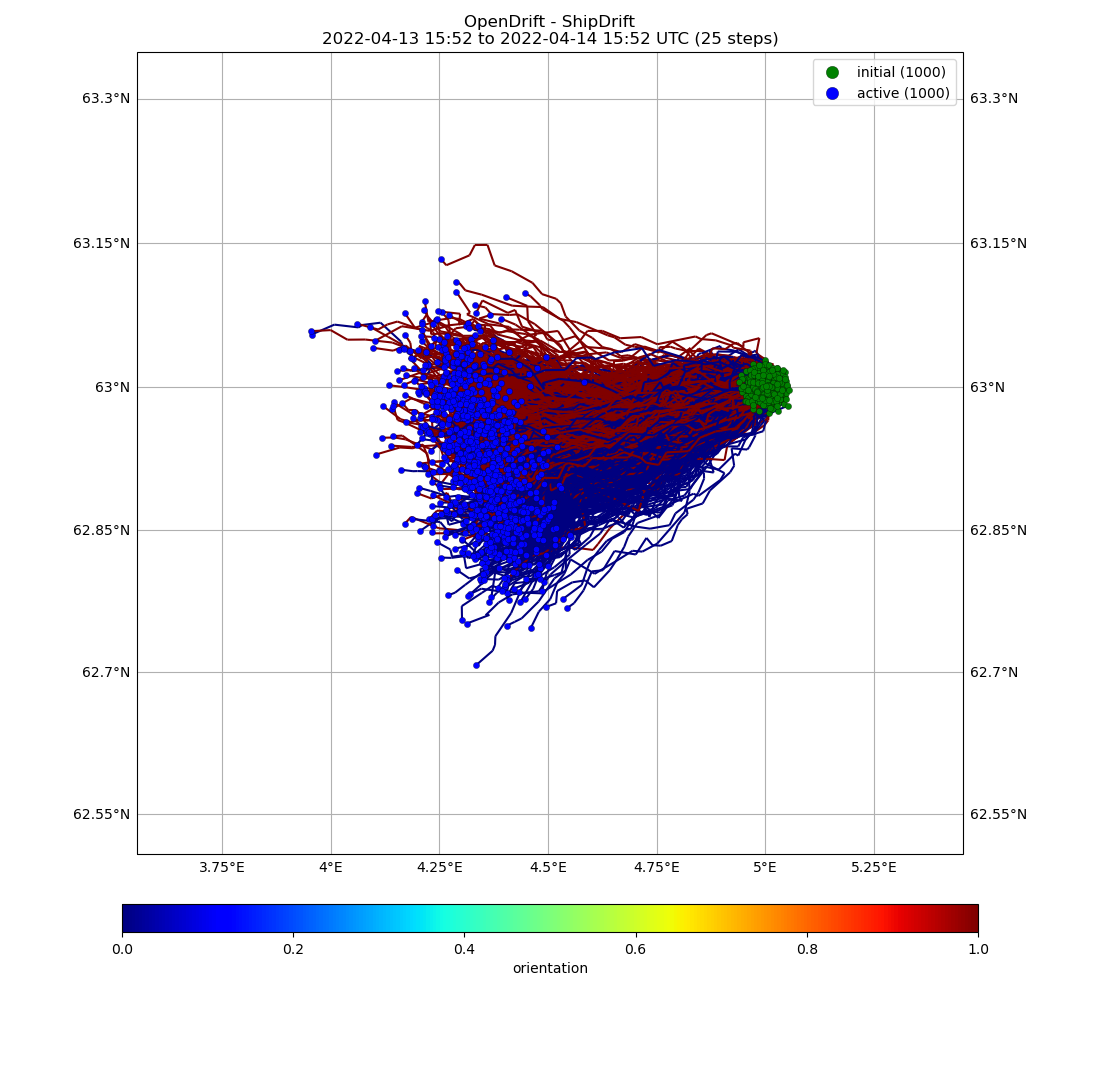 OpenDrift - ShipDrift
2022-04-13 15:52 to 2022-04-14 15:52 UTC (25 steps)
initial (1000)
active (1000)
63.3°N
63.3°N
63.15°N
63.15°N
63°N
63°N
62.85°N
62.85°N
62.7°N
62.7°N
62.55°N
62.55°N
3.75°E 4°E 4.25°E 4.5°E 4.75°E 5°E 5.25°E
0.0 0.2 0.4 0.6 0.8 1.0
orientation